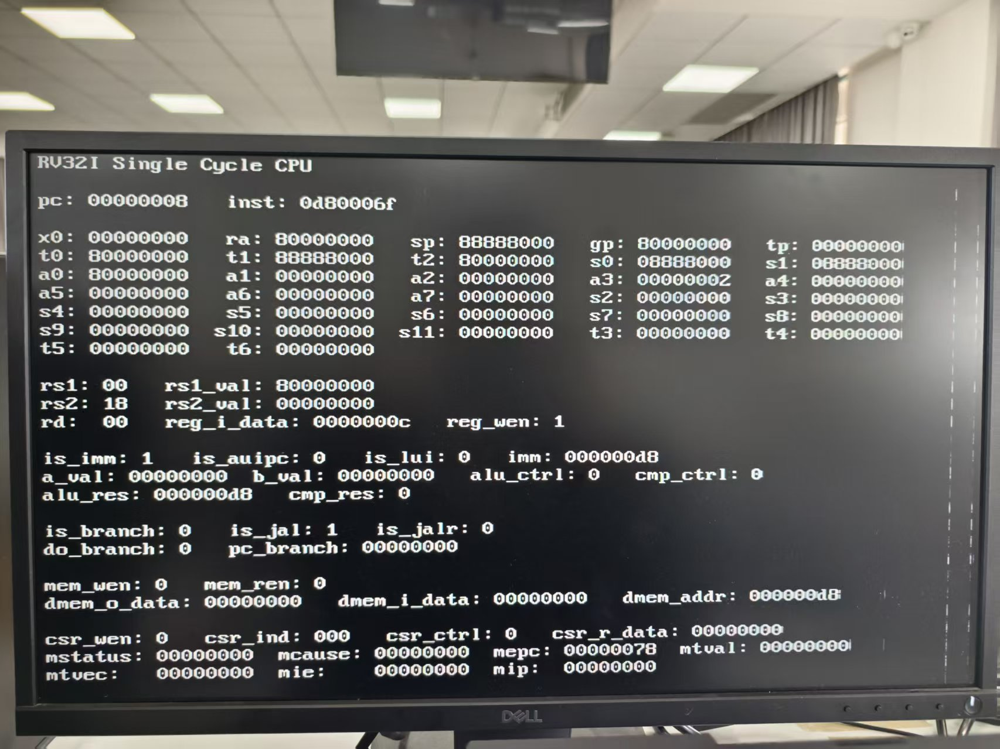 RV32I Single Cycle CPU
pc: 00000008 inst: 0d80006f
x0: 00000000 ra: 80000000 sp: 88888000 gp: 80000000 tp: 00000000
t0: 80000000 t1: 88888000 t2: 80000000 s0: 08888000 s1: 08888000
a0: 80000000 a1: 00000000 a2: 00000000 a3: 00000002 a4: 00000000
a5: 00000000 a6: 00000000 a7: 00000000 s2: 00000000 s3: 00000000
s4: 00000000 s5: 00000000 s6: 00000000 s7: 00000000 s8: 00000000
s9: 00000000 s10: 00000000 s11: 00000000 t3: 00000000 t4: 00000000
t5: 00000000 t6: 00000000
rs1: 00 rs1_val: 80000000
rs2: 18 rs2_val: 00000000
rd: 00 reg_i_data: 0000000c reg_wen: 1
is_imm: 1 is_auipc: 0 is_lui: 0 imm: 000000d8
a_val: 00000000 b_val: 00000000 alu_ctrl: 0 cmp_ctrl: 0
alu_res: 000000d8 cmp_res: 0
is_branch: 0 is_jal: 1 is_jalr: 0
do_branch: 0 pc_branch: 00000000
mem_wen: 0 mem_ren: 0
dmem_o_data: 00000000 dmem_i_data: 00000000 dmem_addr: 000000d8
csr_wen: 0 csr_ind: 000 csr_ctrl: 0 csr_r_data: 00000000
mstatus: 00000000 mcause: 00000000 mepc: 00000078 mtval: 00000000
mtvec: 00000000 mie: 00000000 mip: 00000000
DELL